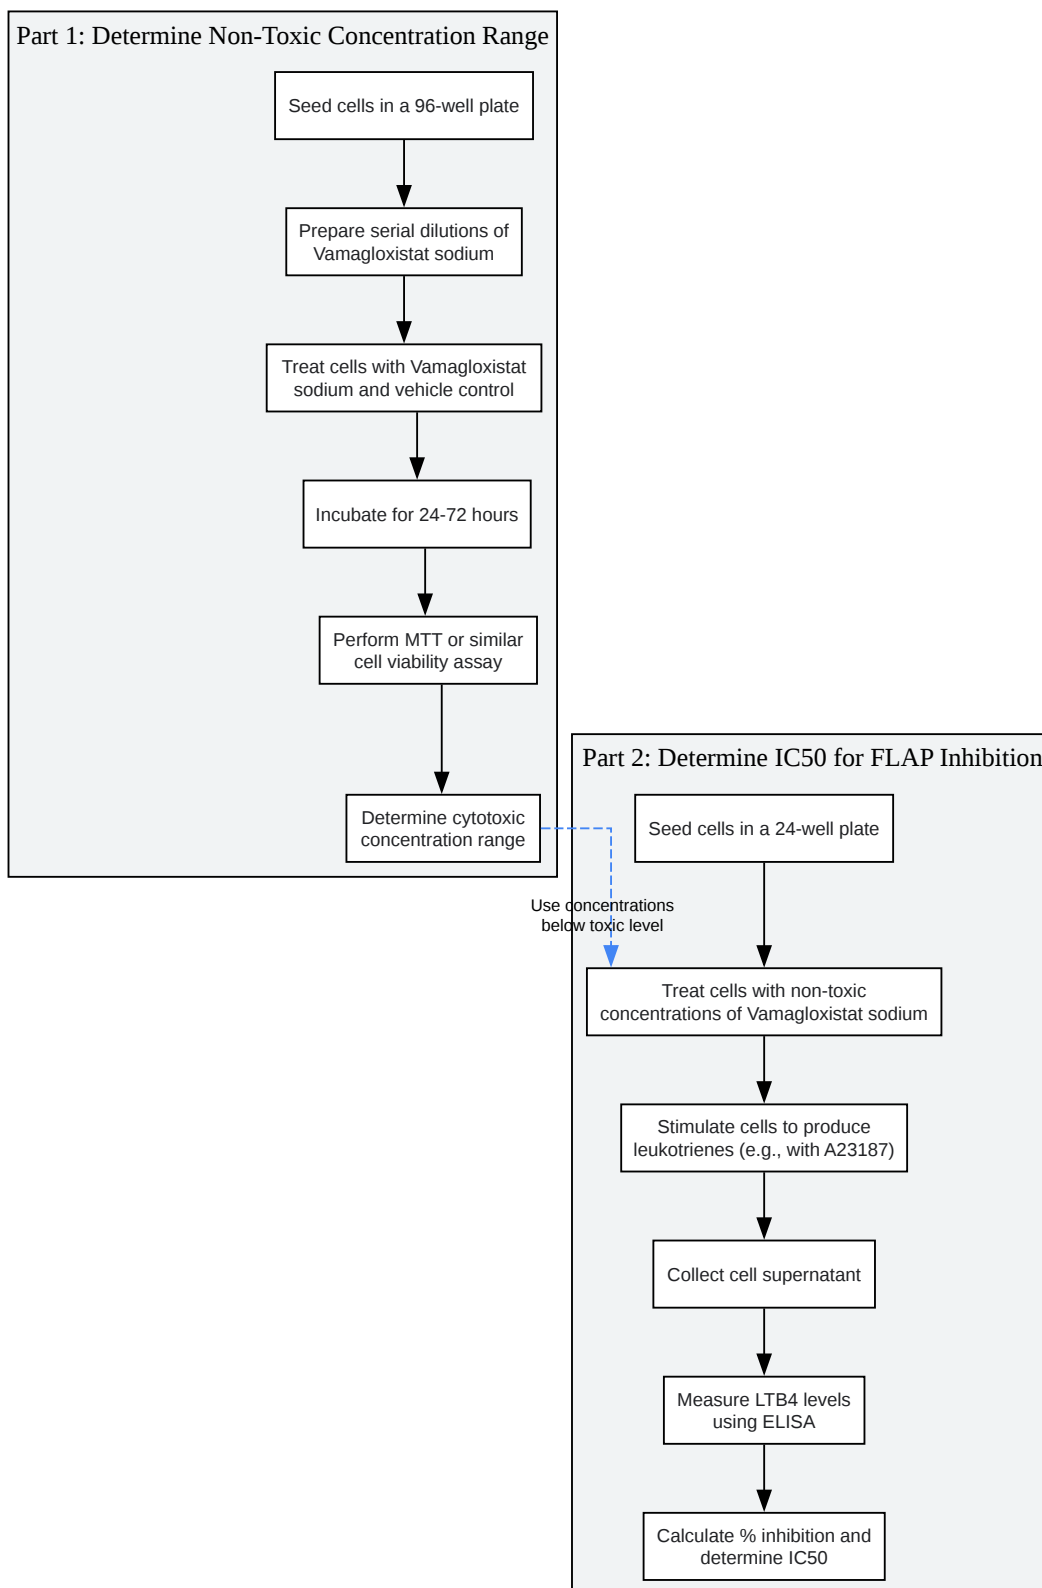 Part 1: Determine Non-Toxic Concentration Range
Seed cells in a 96-well plate
Prepare serial dilutions of
Vamagloxistat sodium
Treat cells with Vamagloxistat
sodium and vehicle control
Incubate for 24-72 hours
Perform MTT or similar
cell viability assay
Determine cytotoxic
concentration range
Use concentrations
below toxic level
Part 2: Determine IC50 for FLAP Inhibition
Seed cells in a 24-well plate
Treat cells with non-toxic
concentrations of Vamagloxistat sodium
Stimulate cells to produce
leukotrienes (e.g., with A23187)
Collect cell supernatant
Measure LTB4 levels
using ELISA
Calculate % inhibition and
determine IC50